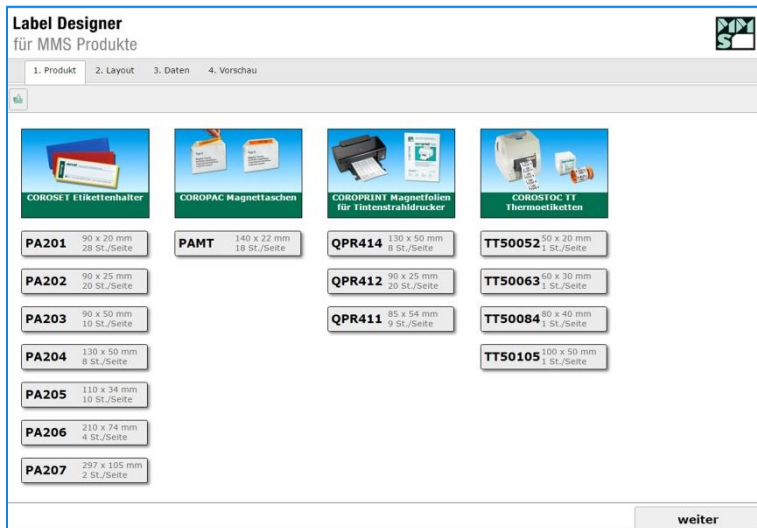 Label Designer
für MMS Produkte
MMS
1. Produkt 2. Layout 3. Daten 4. Vorschau
COROSET Etikettenhalter
PA201 90 x 20 mm
28 St./Seite
PA202 90 x 25 mm
20 St./Seite
PA203 90 x 50 mm
10 St./Seite
PA204 130 x 50 mm
8 St./Seite
PA205 110 x 34 mm
10 St./Seite
PA206 210 x 74 mm
4 St./Seite
PA207 297 x 105 mm
2 St./Seite
COROPAC Magnettaschen
PAMT 140 x 22 mm
18 St./Seite
COROPRINT Magnetfolien
für Tintenstrahldrucker
QPR414 130 x 50 mm
8 St./Seite
QPR412 90 x 25 mm
20 St./Seite
QPR411 85 x 54 mm
9 St./Seite
COROSTOC TT
Thermoetiketten
TT50052 50 x 20 mm
1 St./Seite
TT50063 60 x 30 mm
1 St./Seite
TT50084 80 x 40 mm
1 St./Seite
TT50105 100 x 50 mm
1 St./Seite
weiter